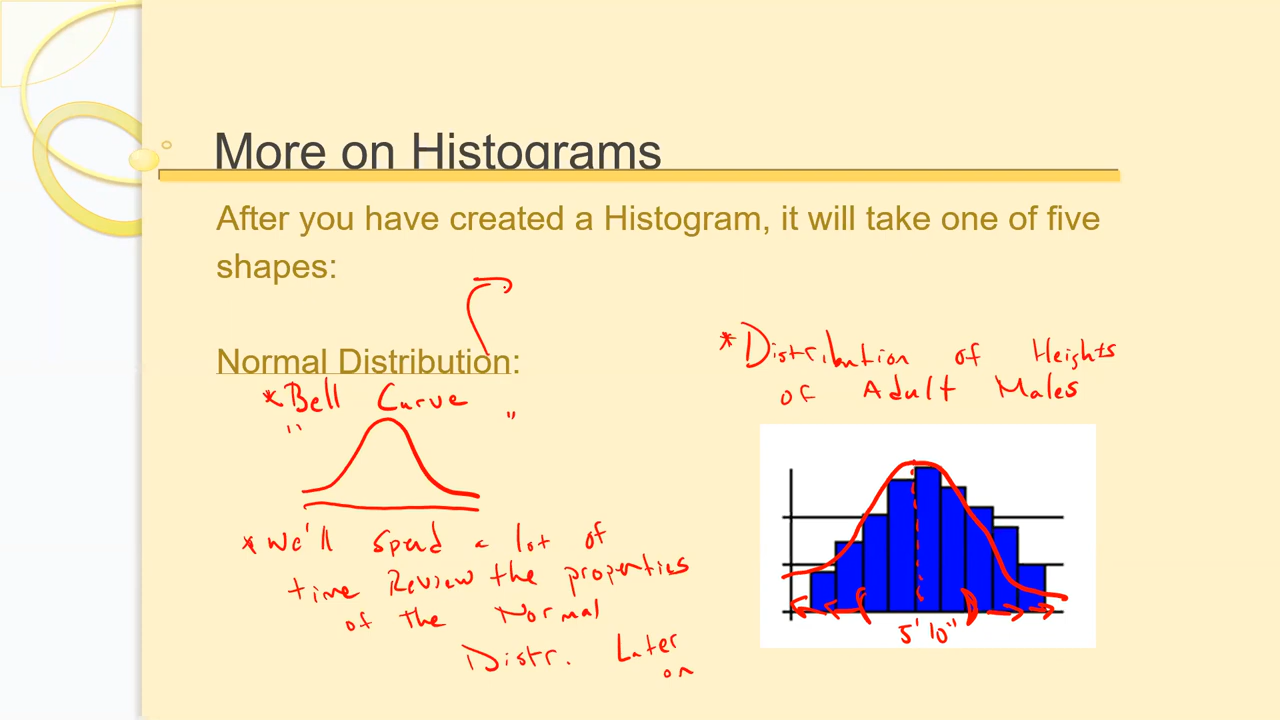 More on Histograms
After you have created a Histogram, it will take one of five
shapes:
Normal Distribution:
* Bell Curve
" "
* We'll spend a lot of
time Review the properties
of the Normal
Distr. Later
on
* Distribution of Heights
of Adult Males
5'10"